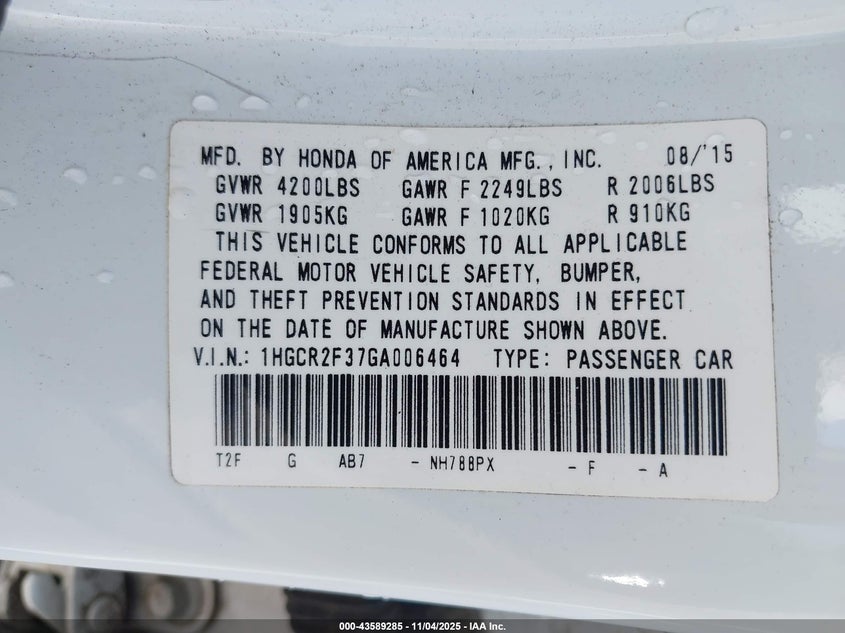 MFD. BY HONDA OF AMERICA MFG., INC. 08/'15
GVWR 4200LBS GAWR F 2249LBS R 2006LBS
GVWR 1905KG GAWR F 1020KG R 910KG
THIS VEHICLE CONFORMS TO ALL APPLICABLE
FEDERAL MOTOR VEHICLE SAFETY, BUMPER,
AND THEFT PREVENTION STANDARDS IN EFFECT
ON THE DATE OF MANUFACTURE SHOWN ABOVE.
V.I.N.: 1HGCR2F37GA006464 TYPE: PASSENGER CAR
T2F G AB7 - NH788PX - F - A
000-43589285 - 11/04/2025 - IAA Inc.